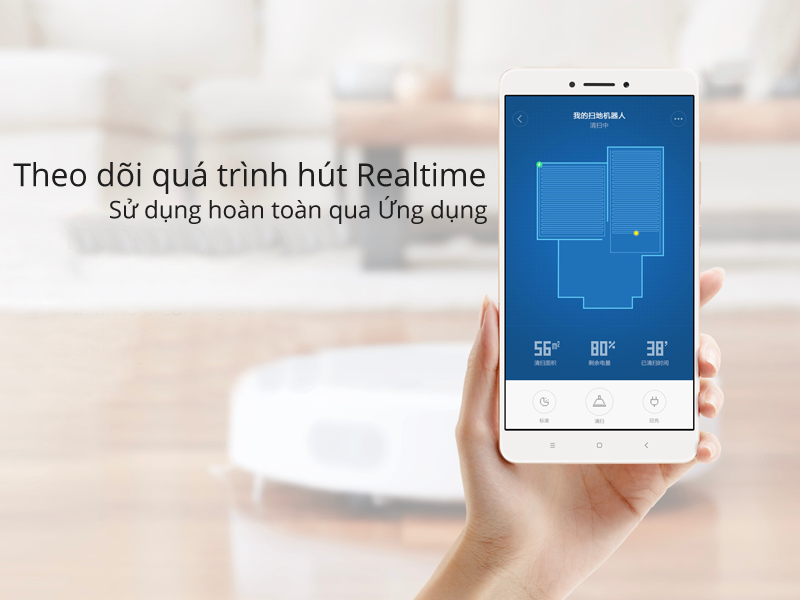 Theo dõi quá trình hút Realtime
Sử dụng hoàn toàn qua Ứng dụng
我的扫地机器人
清扫中
56m²
80%
38'
清扫面积
剩余电量
已清扫时间
标准
清扫
回充